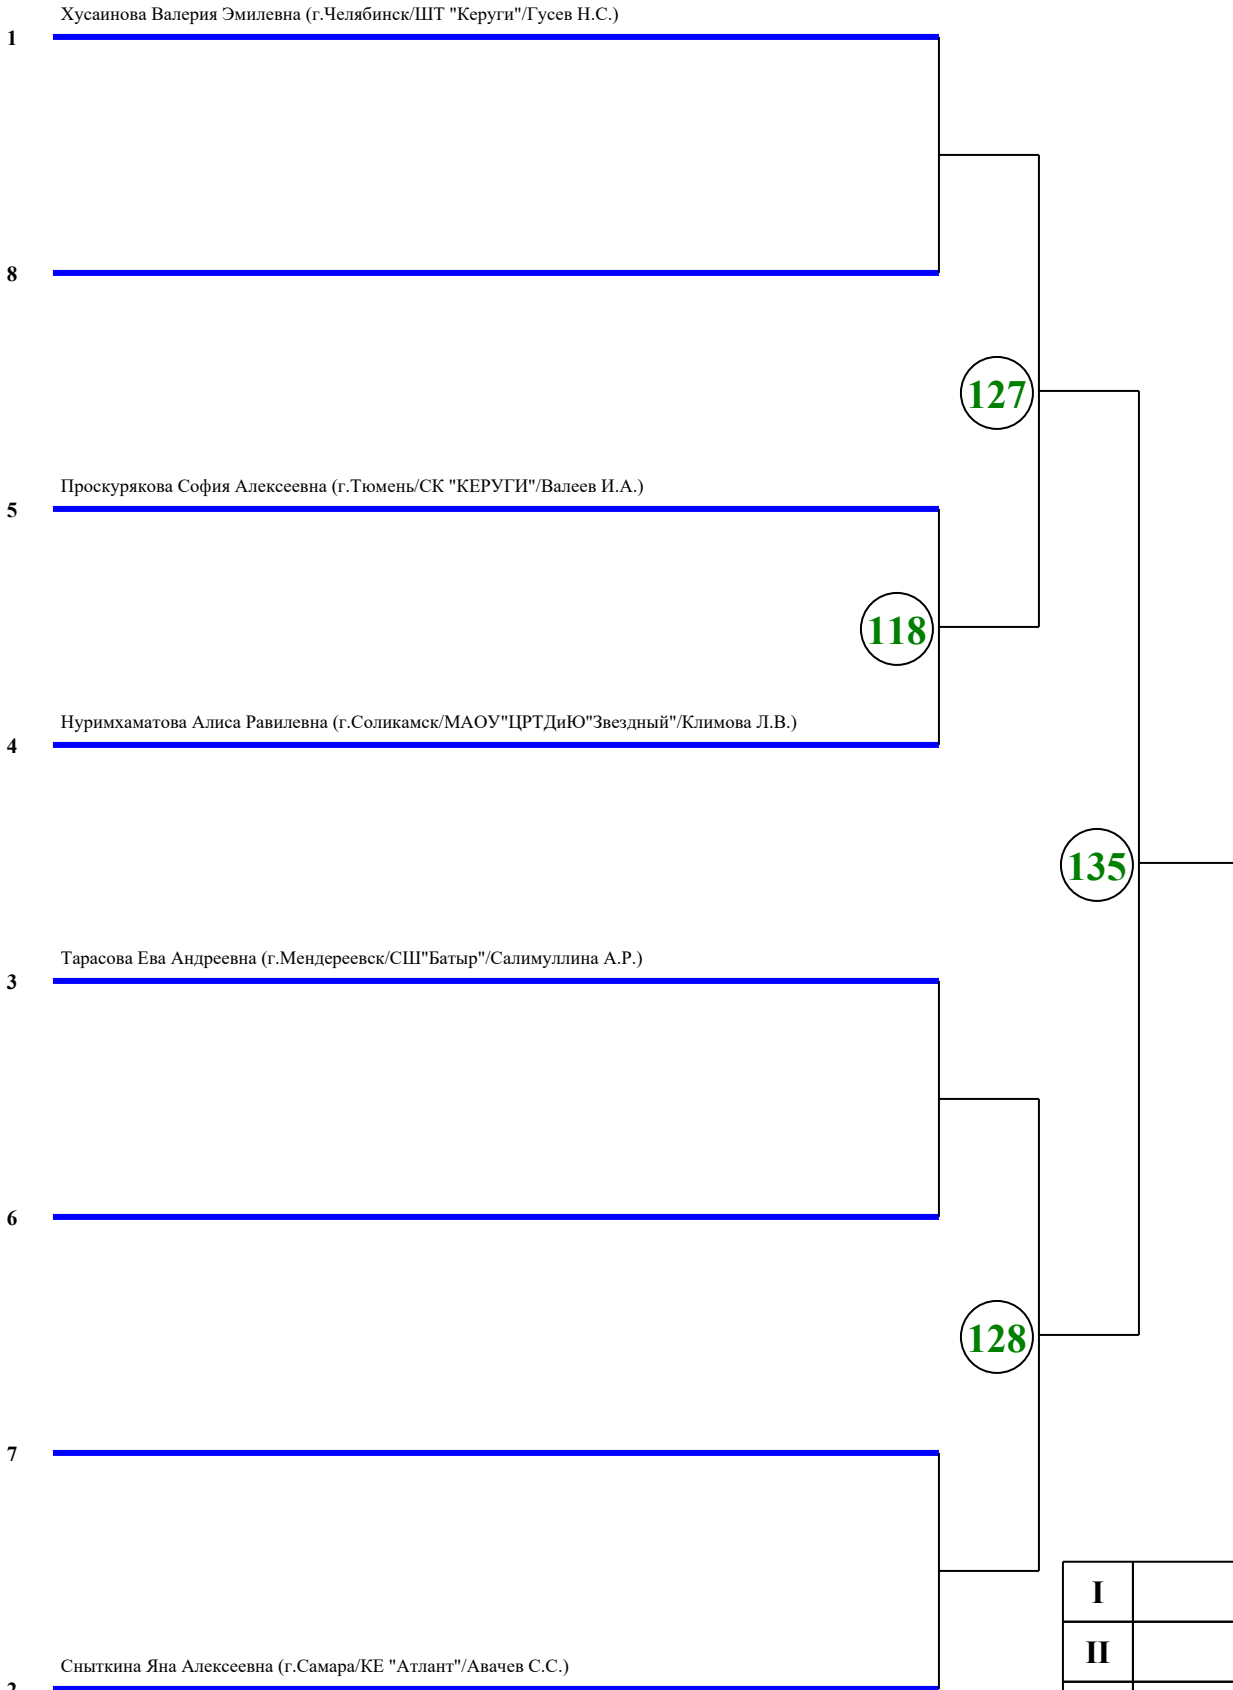 Хусаинова Валерия Эмилевна (г.Челябинск/ШТ "Керуги"/Гусев Н.С.)
1
8
127
Проскурякова София Алексеевна (г.Тюмень/СК "КЕРУГИ"/Валеев И.А.)
5
118
Нуримхаматова Алиса Равилевна (г.Соликамск/МАОУ"ЦРТДиЮ"Звездный"/Климова Л.В.)
4
135
Тарасова Ева Андреевна (г.Мендереевск/СШ"Батыр"/Салимуллина А.Р.)
3
6
128
7
I
II
Сныткина Яна Алексеевна (г.Самара/КЕ "Атлант"/Авачев С.С.)
2